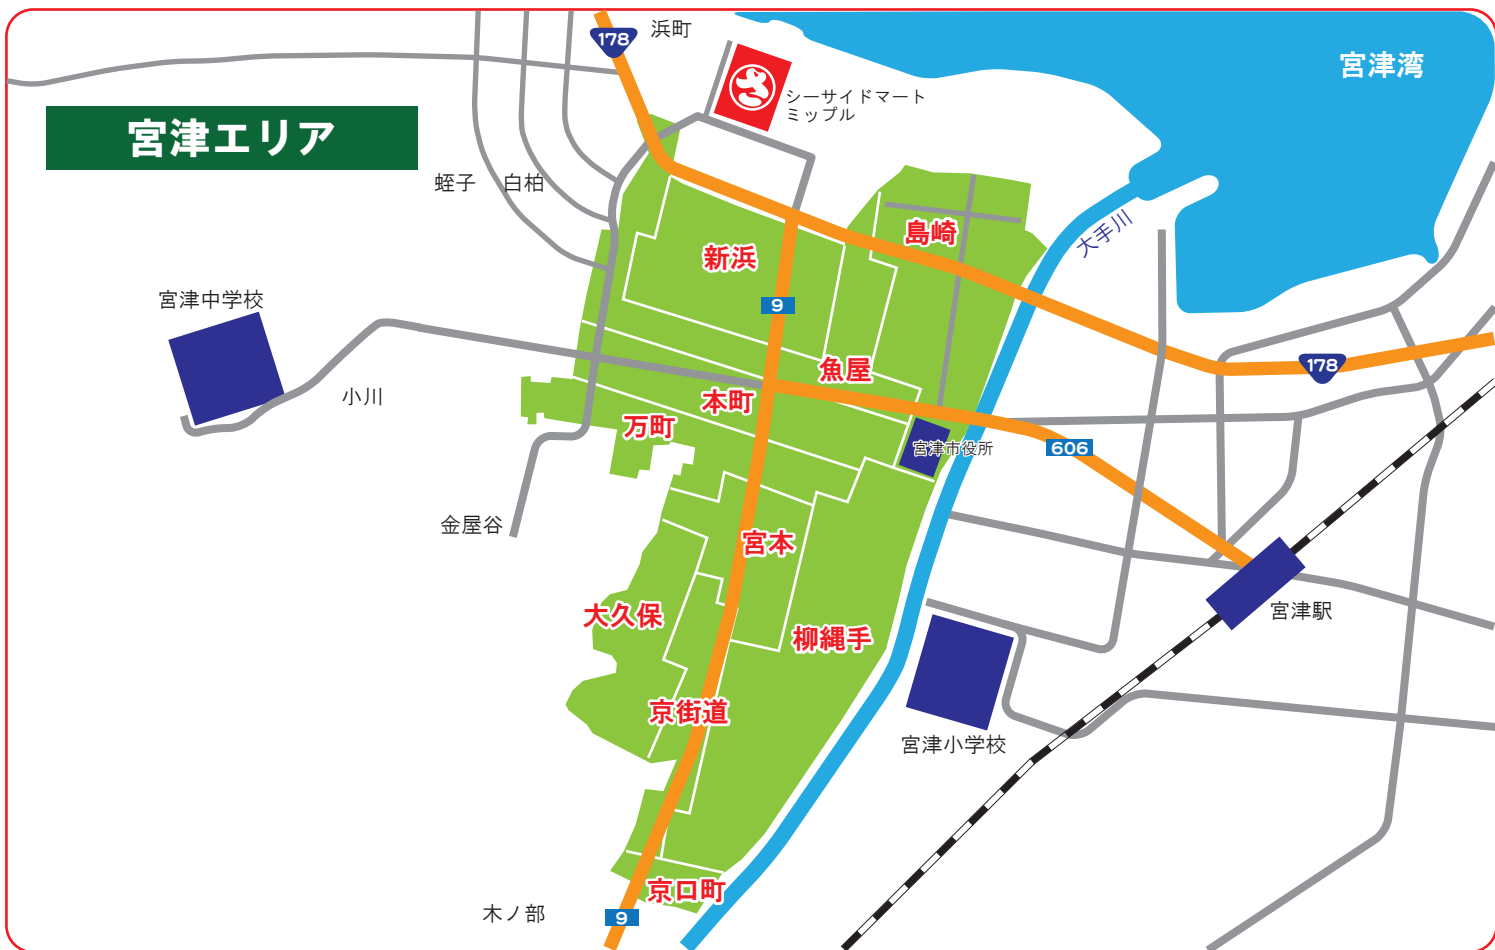 178
浜町
宮津湾
シーサイドマート
ミップル
宮津エリア
蛭子
白柏
島崎
大手川
新浜
宮津中学校
9
178
魚屋
小川
本町
万町
宮津市役所
606
金屋谷
宮本
宮津駅
大久保
柳縄手
京街道
宮津小学校
京口町
木ノ部
9